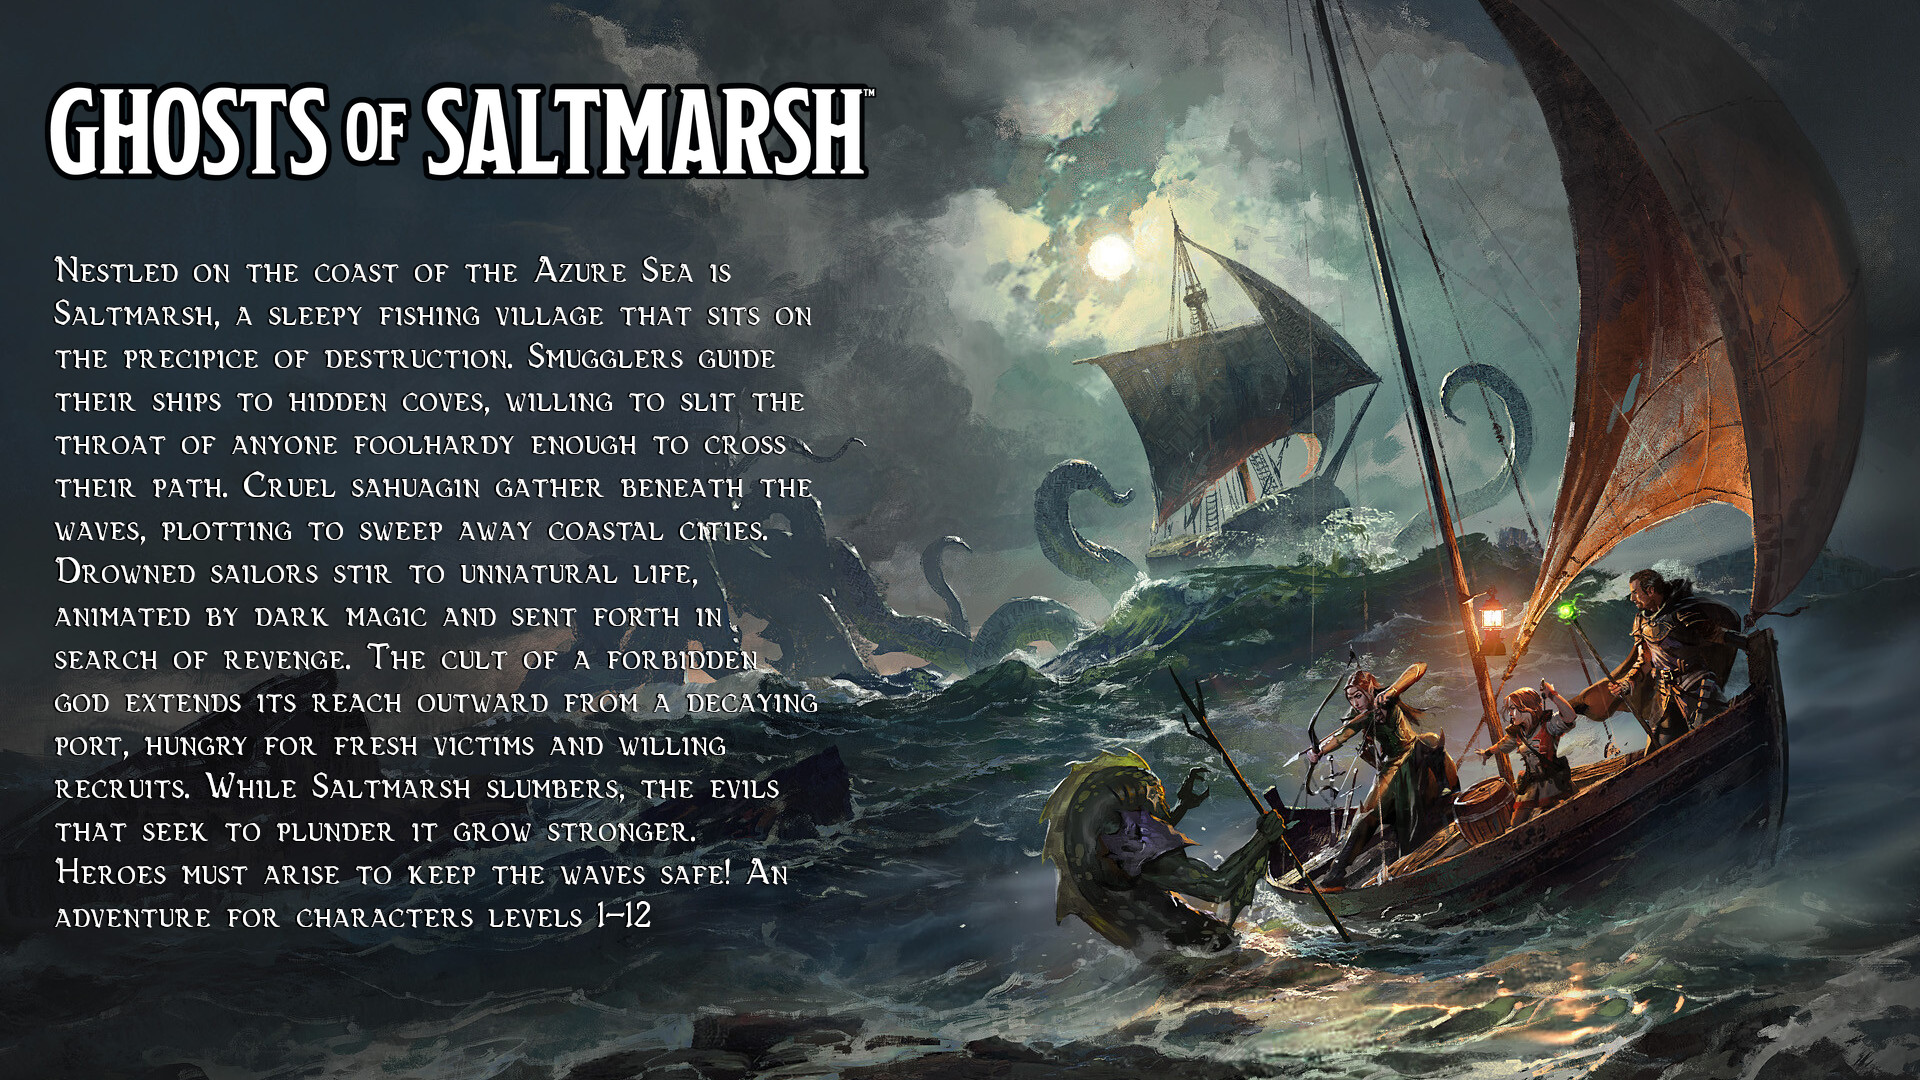 GHOSTS OF SALTMARSH™
Nestled on the coast of the Azure Sea is
Saltmarsh, a sleepy fishing village that sits on
the precipice of destruction. Smugglers guide
their ships to hidden coves, willing to slit the
throat of anyone foolhardy enough to cross
their path. Cruel sahuagin gather beneath the
waves, plotting to sweep away coastal cities.
Drowned sailors stir to unnatural life,
animated by dark magic and sent forth in
search of revenge. The cult of a forbidden
god extends its reach outward from a decaying
port, hungry for fresh victims and willing
recruits. While Saltmarsh slumbers, the evils
that seek to plunder it grow stronger.
Heroes must arise to keep the waves safe! An
adventure for characters levels 1–12